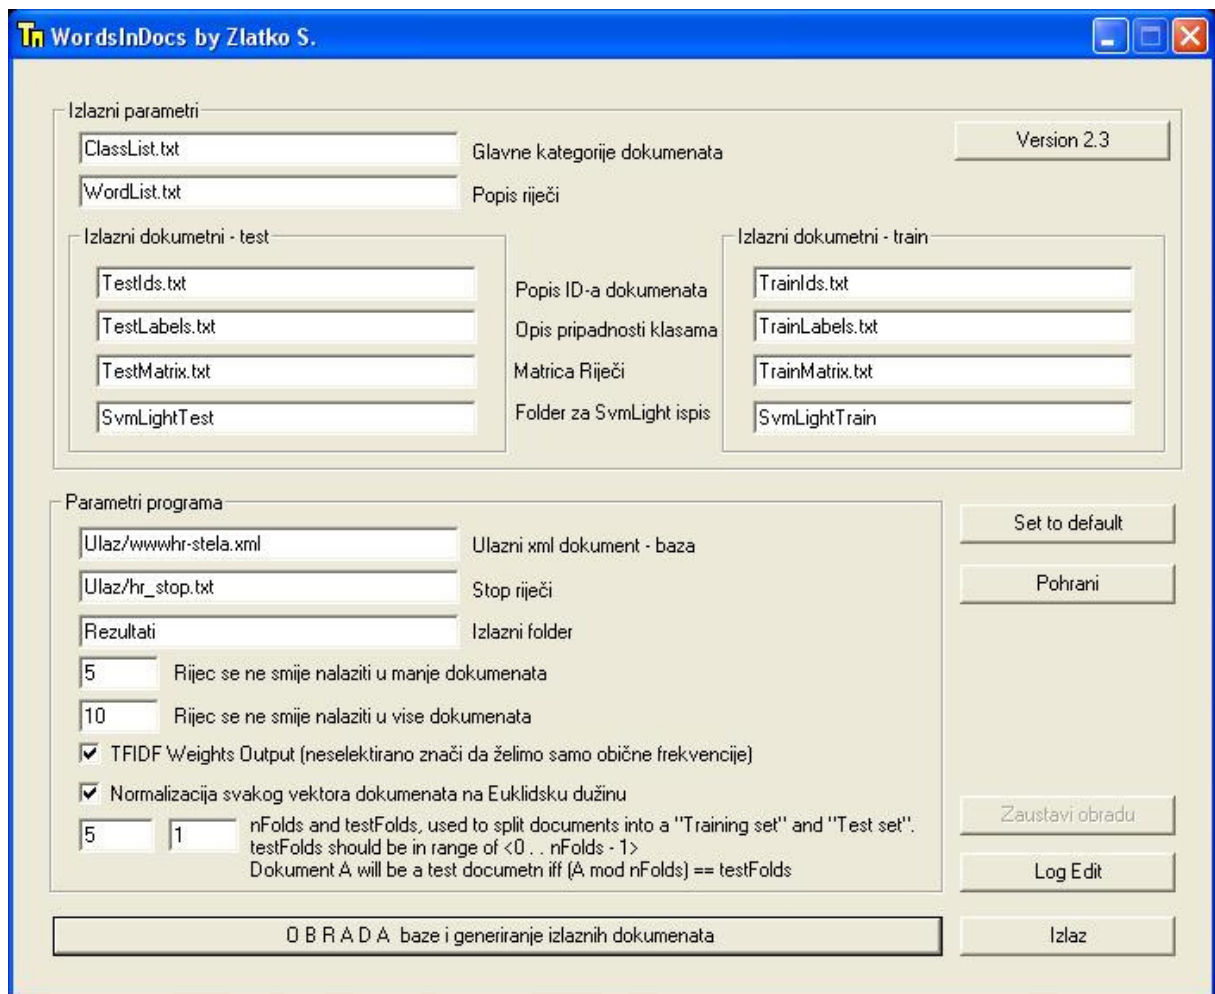 Tn WordsInDocs by Zlatko S.
Izlazni parametri
ClassList.txt Glavne kategorije dokumenata Version 2.3
WordList.txt Popis riječi
Izlazni dokumetni - test Izlazni dokumetni - train
TestIds.txt Popis ID-a dokumenata TrainIds.txt
TestLabels.txt Opis pripadnosti klasama TrainLabels.txt
TestMatrix.txt Matrica Riječi TrainMatrix.txt
SvmLightTest Folder za SvmLight ispis SvmLightTrain
Parametri programa
Ulaz/wwwhr-stela.xml Ulazni xml dokument - baza Set to default
Ulaz/hr_stop.txt Stop riječi Pohrani
Rezultati Izlazni folder
5 Rijec se ne smije nalaziti u manje dokumenata
10 Rijec se ne smije nalaziti u vise dokumenata
TFIDF Weights Output (neselektirano znači da želimo samo obične frekvencije)
Normalizacija svakog vektora dokumenata na Euklidsku dužinu
5 1 nFolds and testFolds, used to split documents into a "Training set" and "Test set".
testFolds should be in range of <0 . . nFolds - 1>
Dokument A will be a test documetn iff (A mod nFolds) == testFolds
Zaustavi obradu
Log Edit
O B R A D A baze i generiranje izlaznih dokumenata Izlaz